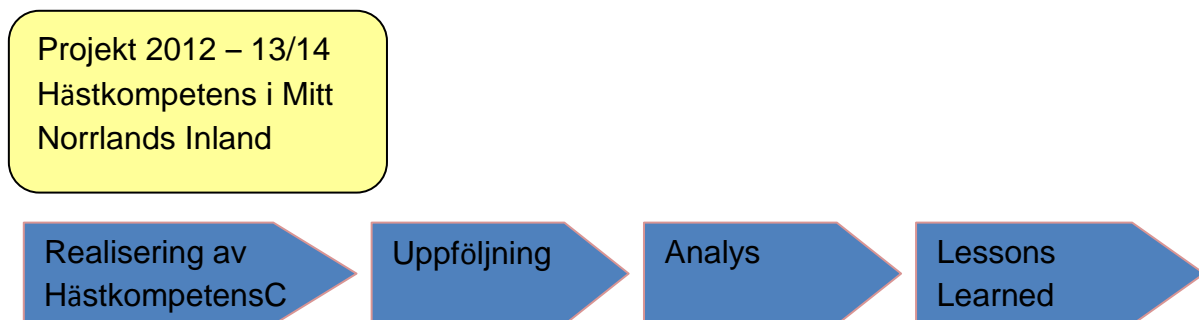 Projekt 2012 – 13/14
Hästkompetens i Mitt
Norrlands Inland
Realisering av
HästkompetensC
Uppföljning
Analys
Lessons
Learned